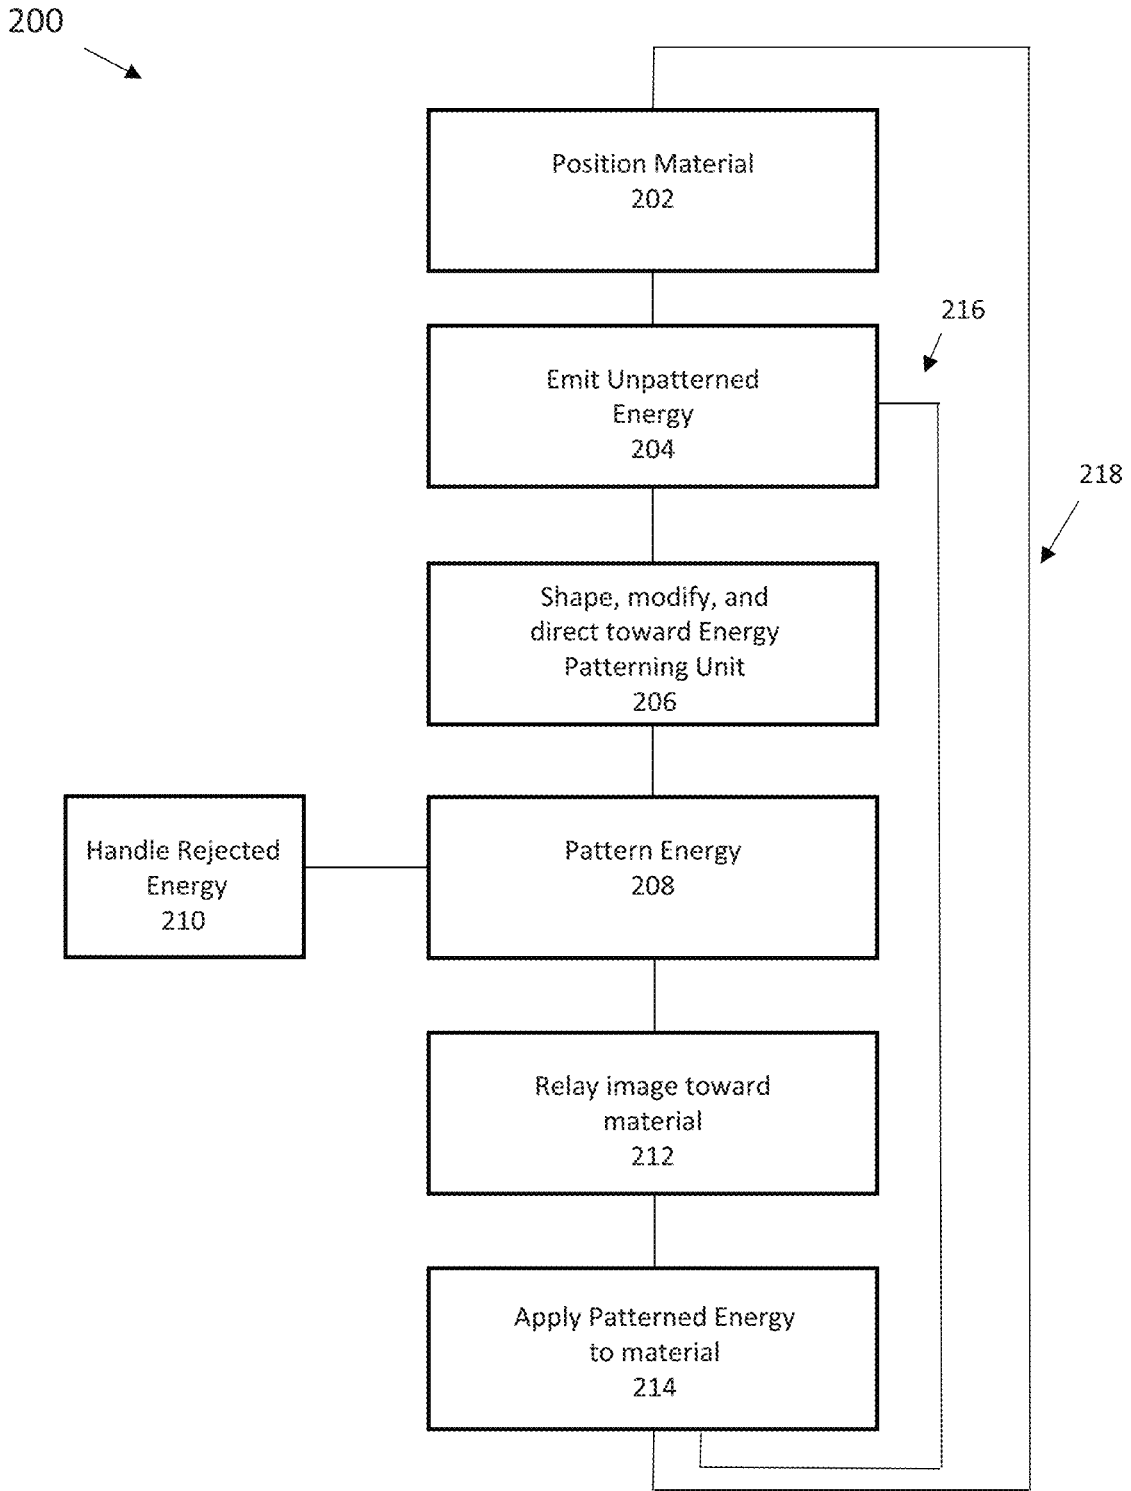 200
Position Material
202
216
Emit Unpatterned
Energy
204
218
Shape, modify, and
direct toward Energy
Patterning Unit
206
Handle Rejected
Energy
210
Pattern Energy
208
Relay image toward
material
212
Apply Patterned Energy
to material
214